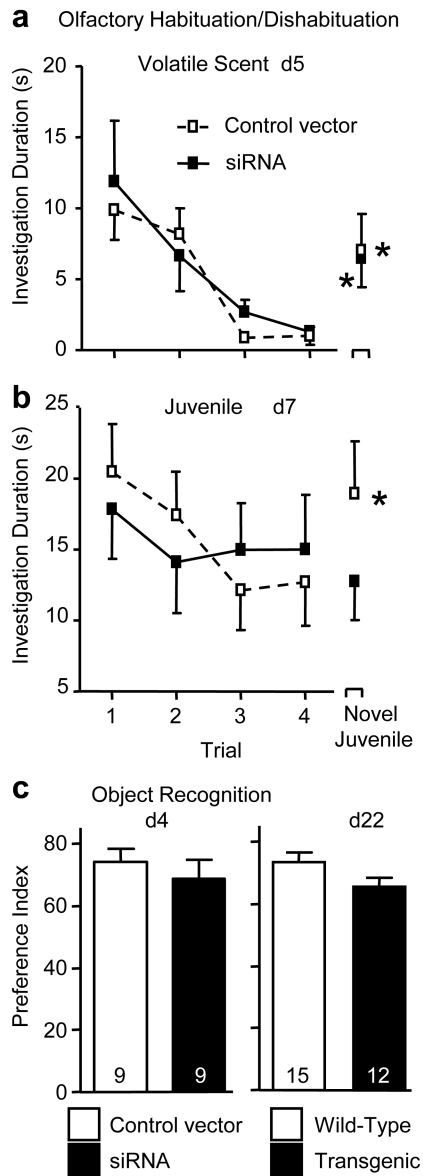 a Olfactory Habituation/Dishabituation
Volatile Scent d5
Investigation Duration (s)
20
15
10
5
0
Control vector
siRNA
*
*
b
Juvenile d7
Investigation Duration (s)
25
20
15
10
5
*
1 2 3 4
Trial
Novel
Juvenile
c
Object Recognition
d4 d22
Preference Index
80
60
40
20
0
9 9 15 12
Control vector Wild-Type
siRNA Transgenic